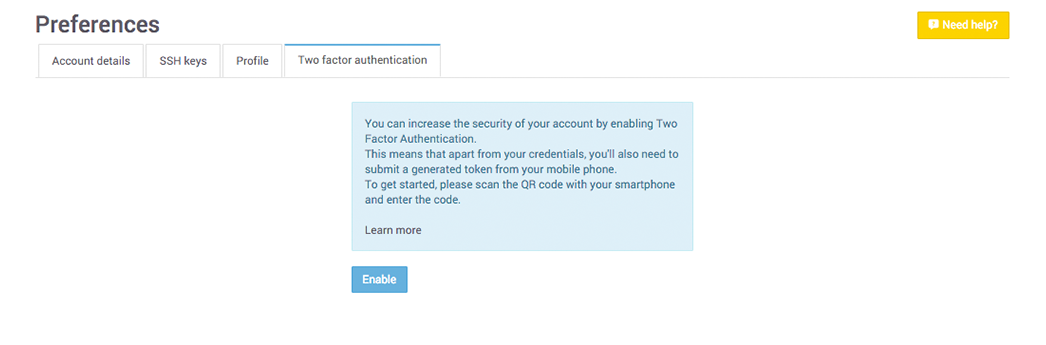 Preferences
Need help?
Account details
SSH keys
Profile
Two factor authentication
You can increase the security of your account by enabling Two
Factor Authentication.
This means that apart from your credentials, you'll also need to
submit a generated token from your mobile phone.
To get started, please scan the QR code with your smartphone
and enter the code.
Learn more
Enable